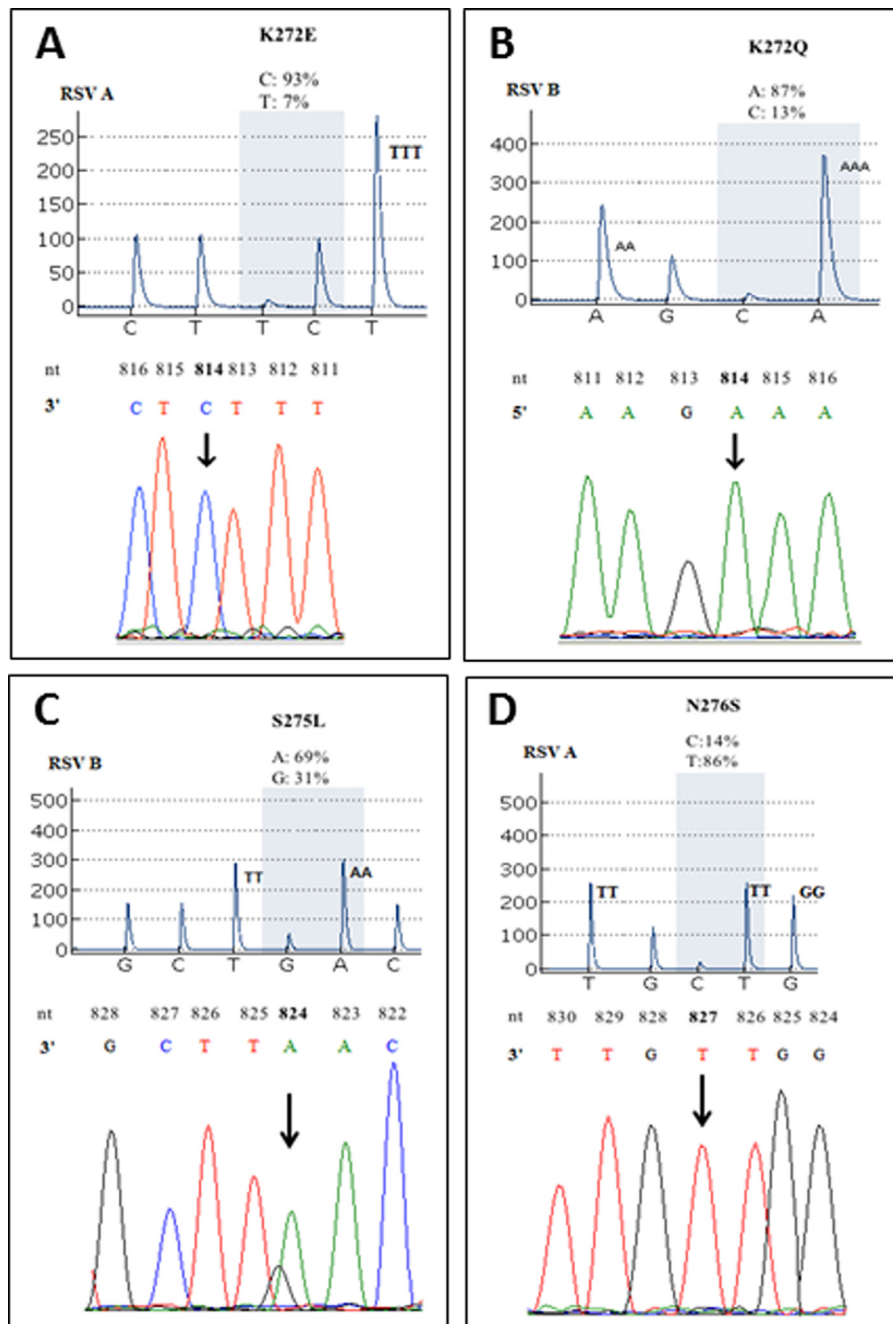 A
K272E
C: 93%
T: 7%
RSV A
250
200
150
100
50
0
TTT
C T T C T
nt 816 815 814 813 812 811
3' C T C T T T
B
K272Q
A: 87%
C: 13%
RSV B
400
300
200
100
0
AA
AAA
A G C A
nt 811 812 813 814 815 816
5' A A G A A A
C
S275L
A: 69%
G: 31%
RSV B
500
400
300
200
100
0
TT
AA
G C T G A C
nt 828 827 826 825 824 823 822
3' G C T T A A C
D
N276S
C:14%
T:86%
RSV A
500
400
300
200
100
0
TT
TT
GG
T G C T G
nt 830 829 828 827 826 825 824
3' T T G T T G G